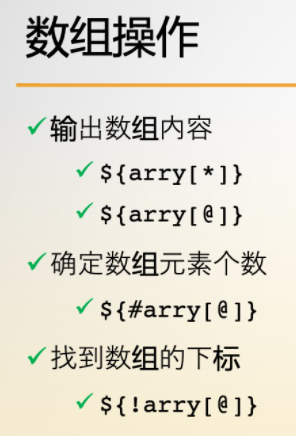 数组操作
输出数组内容
${arry[*]}
${arry[@]}
确定数组元素个数
${#arry[@]}
找到数组的下标
${!arry[@]}